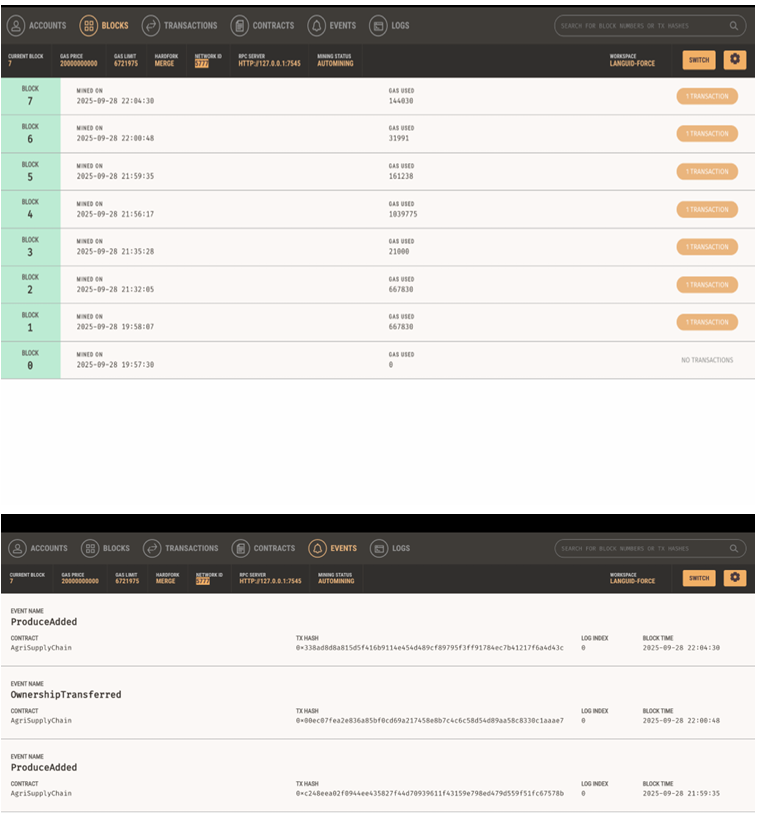 ACCOUNTS BLOCKS TRANSACTIONS CONTRACTS EVENTS LOGS SEARCH FOR BLOCK NUMBERS OR TX HASHES
CURRENT BLOCK GAS PRICE GAS LIMIT HARDFORK NETWORK ID RPC SERVER MINING STATUS WORKSPACE SWITCH
7 20000000000 6721975 MERGE 5777 HTTP://127.0.0.1:7545 AUTOMINING LANGUID-FORCE
BLOCK MINED ON GAS USED 1 TRANSACTION
7 2025-09-28 22:04:30 144030
BLOCK MINED ON GAS USED 1 TRANSACTION
6 2025-09-28 22:00:48 31991
BLOCK MINED ON GAS USED 1 TRANSACTION
5 2025-09-28 21:59:35 161238
BLOCK MINED ON GAS USED 1 TRANSACTION
4 2025-09-28 21:56:17 1039775
BLOCK MINED ON GAS USED 1 TRANSACTION
3 2025-09-28 21:35:28 21000
BLOCK MINED ON GAS USED 1 TRANSACTION
2 2025-09-28 21:32:05 667830
BLOCK MINED ON GAS USED 1 TRANSACTION
1 2025-09-28 19:58:07 667830
BLOCK MINED ON GAS USED NO TRANSACTIONS
0 2025-09-28 19:57:30 0
ACCOUNTS BLOCKS TRANSACTIONS CONTRACTS EVENTS LOGS SEARCH FOR BLOCK NUMBERS OR TX HASHES
CURRENT BLOCK GAS PRICE GAS LIMIT HARDFORK NETWORK ID RPC SERVER MINING STATUS WORKSPACE SWITCH
7 20000000000 6721975 MERGE 5777 HTTP://127.0.0.1:7545 AUTOMINING LANGUID-FORCE
EVENT NAME
ProduceAdded
CONTRACT TX HASH LOG INDEX BLOCK TIME
AgriSupplyChain 0×338ad8d8a815d5f416b9114e454d489cf89795f3ff91784ec7b41217f6a4d43c 0 2025-09-28 22:04:30
EVENT NAME
OwnershipTransferred
CONTRACT TX HASH LOG INDEX BLOCK TIME
AgriSupplyChain 0×00ec07fea2e836a85bf0cd69a217458e8b7c4c6c58d54d89aa58c8330c1aaae7 0 2025-09-28 22:00:48
EVENT NAME
ProduceAdded
CONTRACT TX HASH LOG INDEX BLOCK TIME
AgriSupplyChain 0×c248eea02f0944ee435827f44d70939611f43159e798ed479d559f51fc67578b 0 2025-09-28 21:59:35